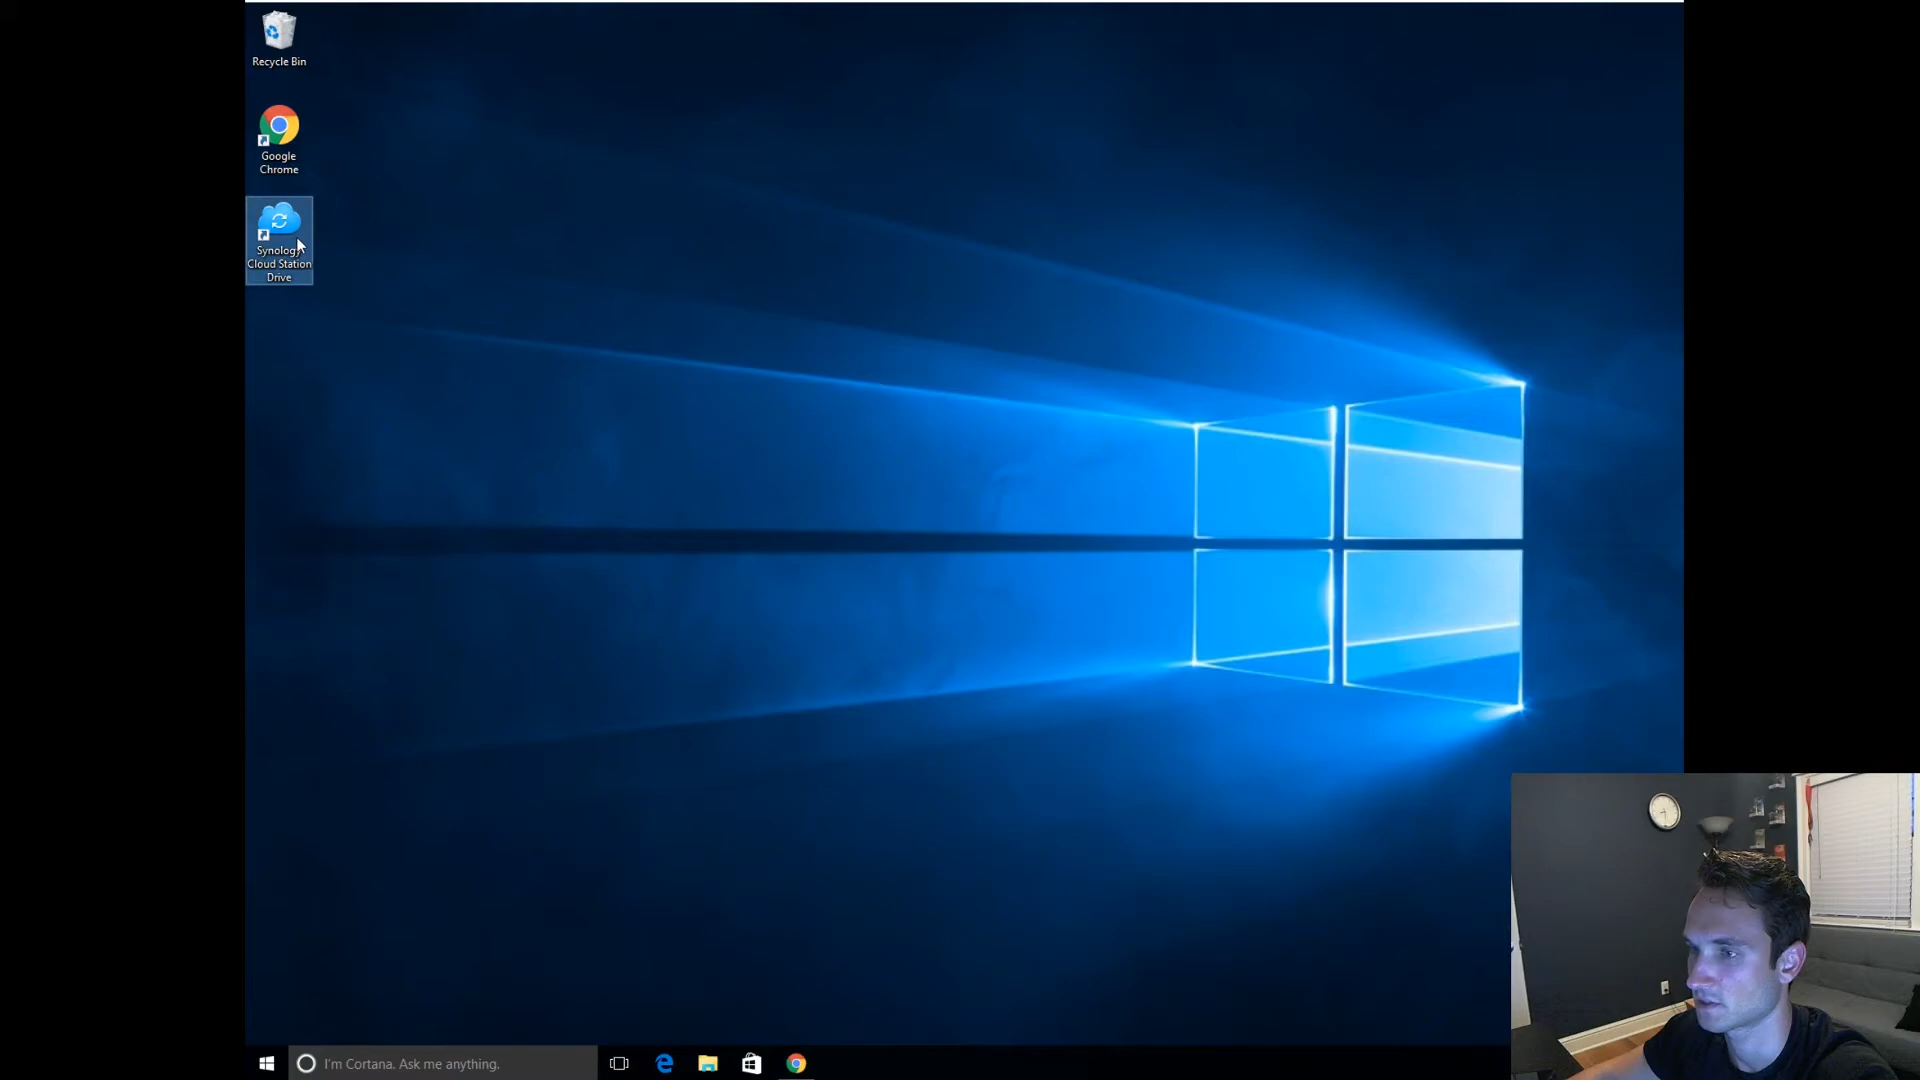 Recycle Bin
Google
Chrome
Synology
Cloud Station
Drive
I'm Cortana. Ask me anything.